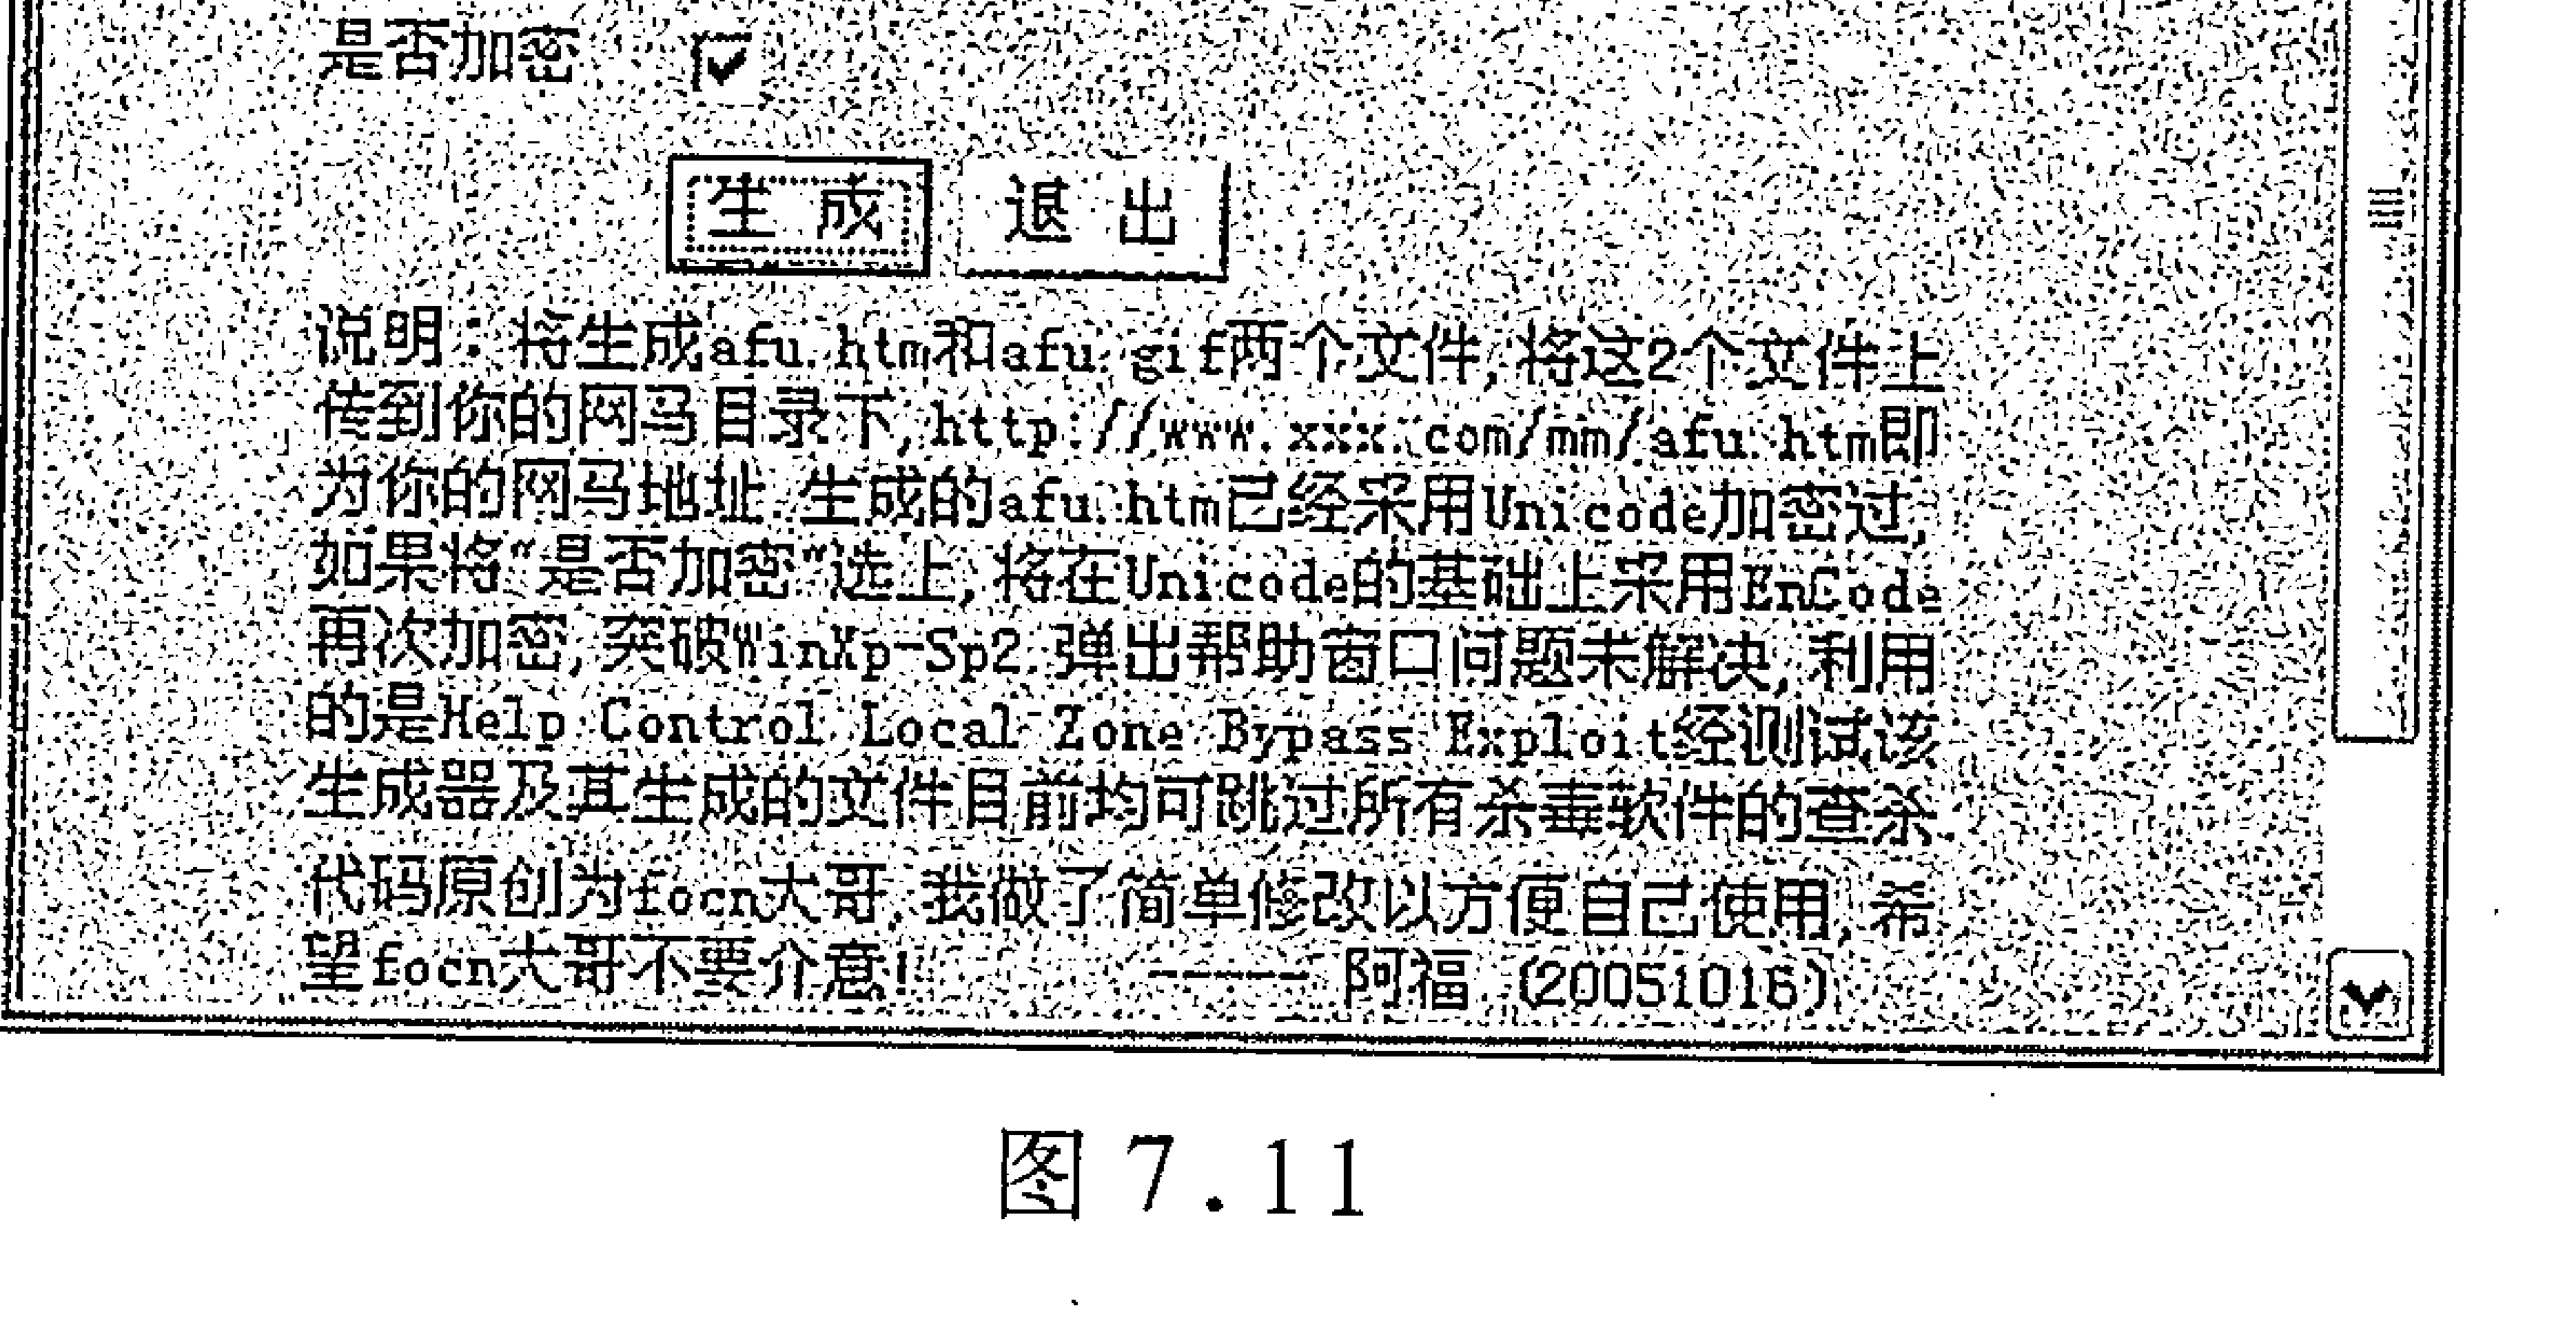 是否加密
生 成 退 出
说明：将生成afu.htm和afu.gif两个文件,将这2个文件上
传到你的网马目录下,http://www.xxx.com/mm/afu.htm即
为你的网马地址.生成的afu.htm已经采用Unicode加密过,
如果将"是否加密"选上,将在Unicode的基础上采用EnCode
再次加密,突破WinXp-Sp2.弹出帮助窗口问题未解决,利用
的是Help Control Local Zone Bypass Exploit经测试该
生成器及其生成的文件目前均可跳过所有杀毒软件的查杀.
代码原创为focn大哥.我做了简单修改以方便自己使用,希
望focn大哥不要介意! ----- 阿福 (20051016)
图 7.11